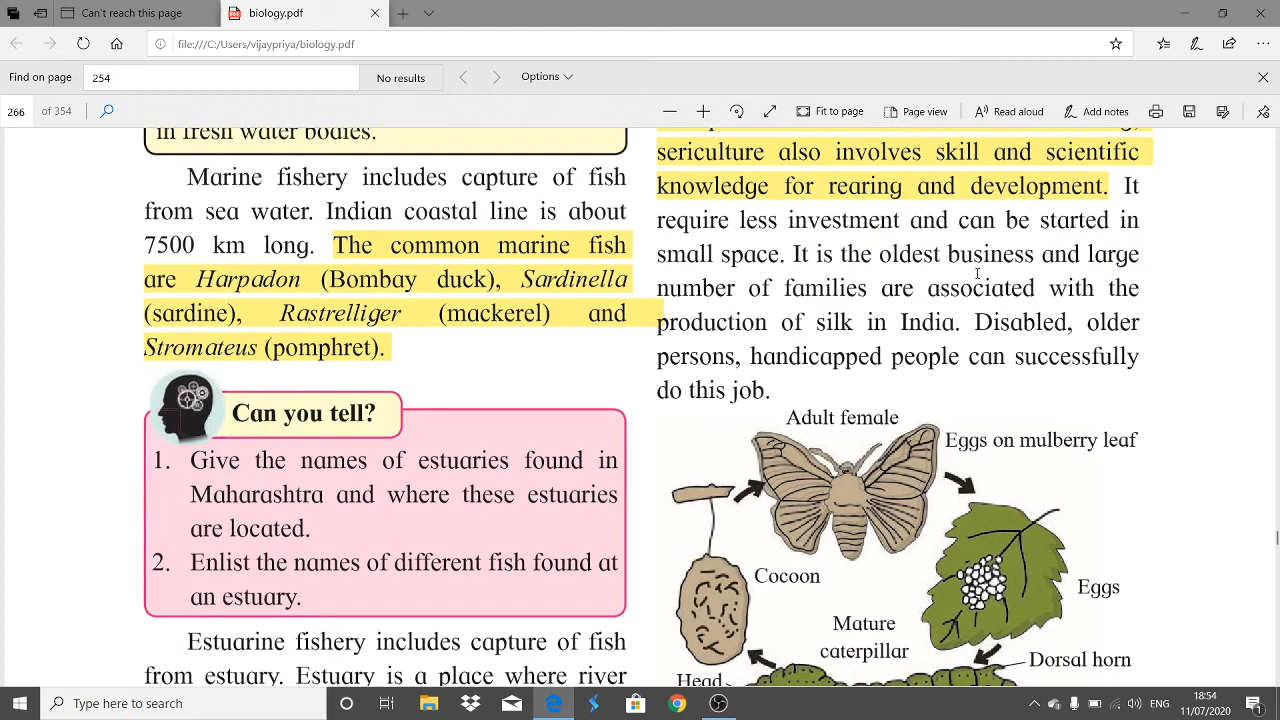 Can't reach this page
biology.pdf
file:///C:/Users/vijaypriya/biology.pdf
Find on page
254
No results
Options
266
of 354
Fit to page
Page view
Read aloud
Add notes
in fresh water bodies.
Marine fishery includes capture of fish
from sea water. Indian coastal line is about
7500 km long. The common marine fish
are Harpadon (Bombay duck), Sardinella
(sardine), Rastrelliger (mackerel) and
Stromateus (pomphret).
Can you tell?
1. Give the names of estuaries found in
Maharashtra and where these estuaries
are located.
2. Enlist the names of different fish found at
an estuary.
Estuarine fishery includes capture of fish
from estuary. Estuary is a place where river
sericulture also involves skill and scientific
knowledge for rearing and development. It
require less investment and can be started in
small space. It is the oldest business and large
number of families are associated with the
production of silk in India. Disabled, older
persons, handicapped people can successfully
do this job.
Adult female
Eggs on mulberry leaf
Cocoon
Eggs
Mature
caterpillar
Dorsal horn
Head
Type here to search
ENG
18:54
11/07/2020